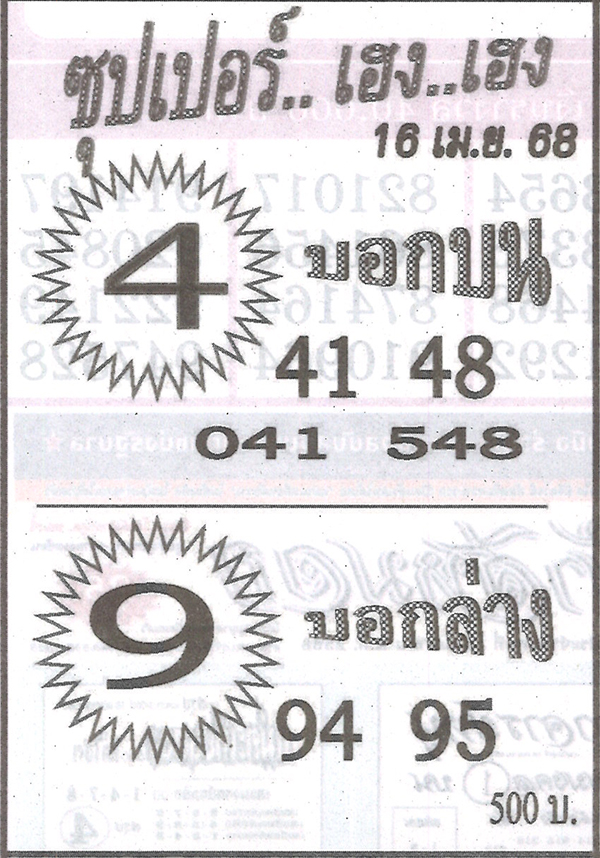 ซุปเปอร์.. เฮง..เฮง
16 เม.ย. 68
4
บอกบน
41 48
041 548
9
บอกล่าง
94 95
500 บ.